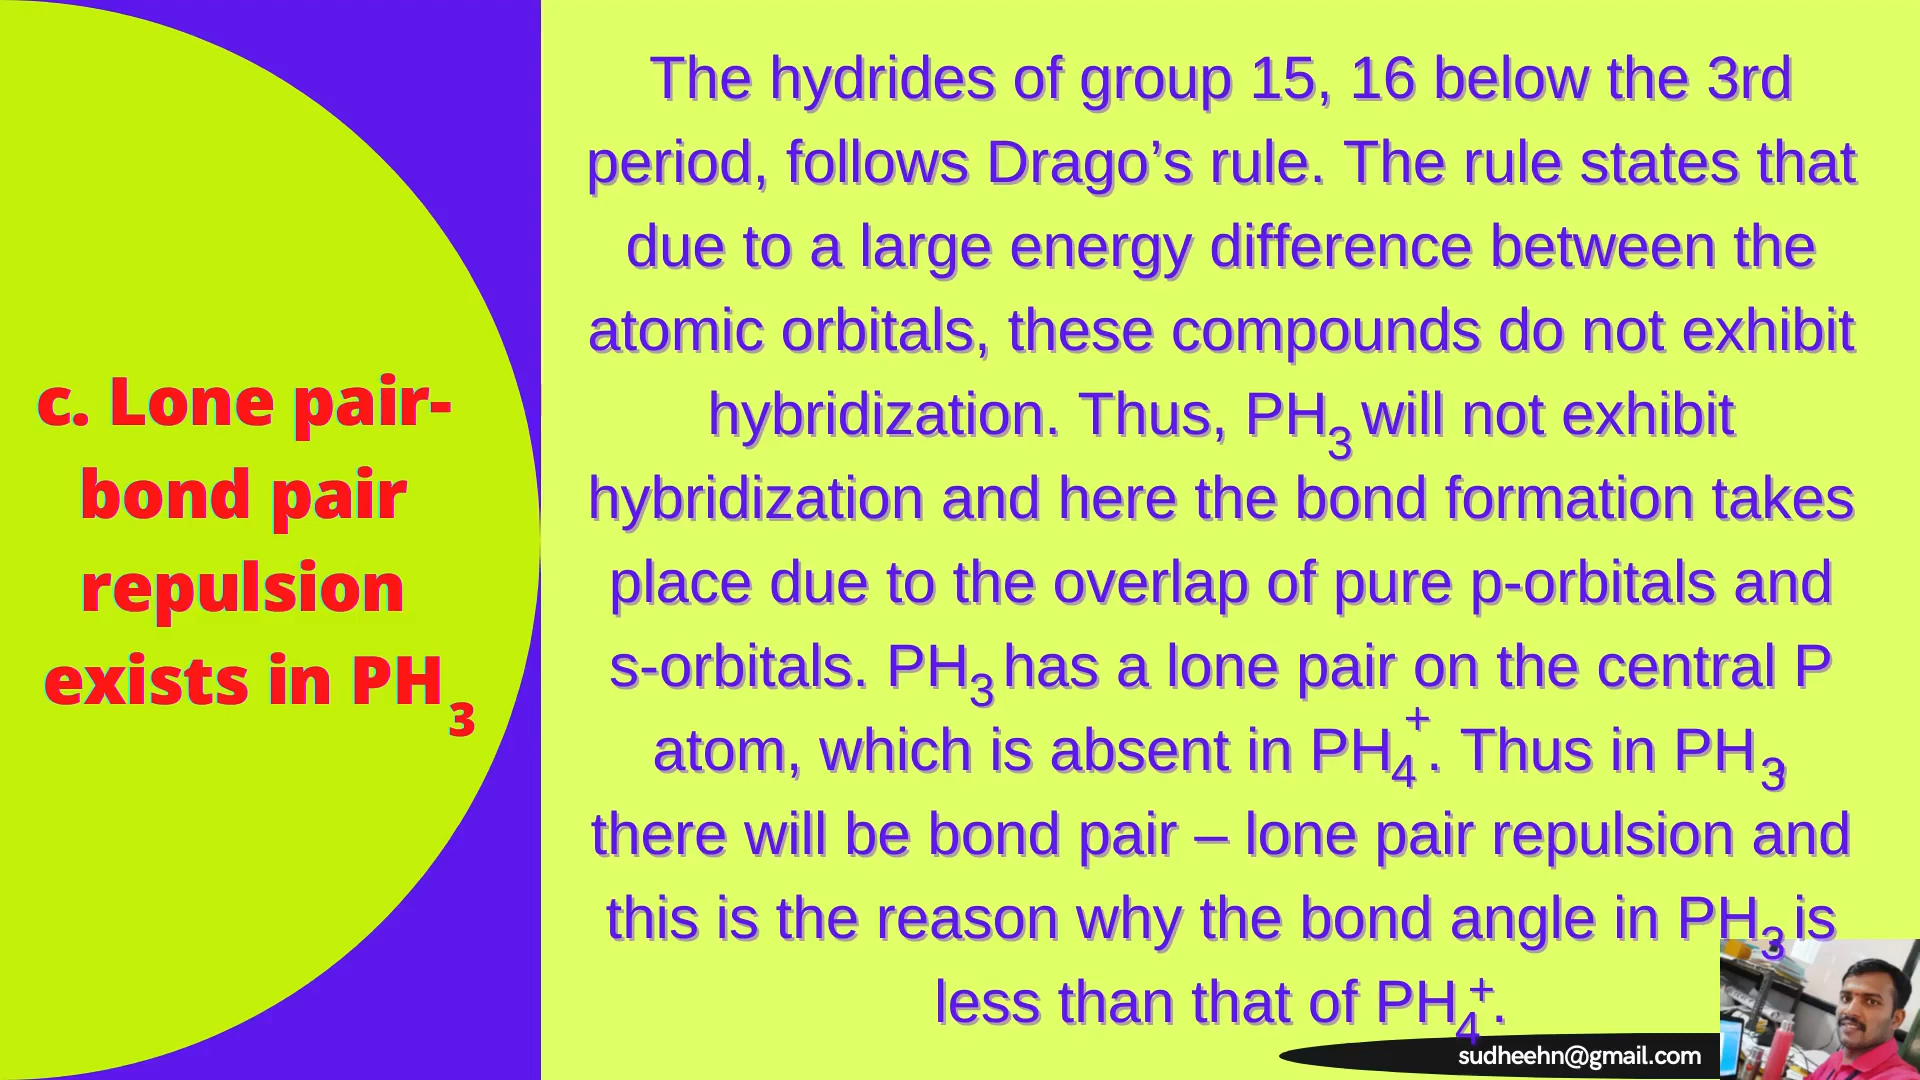 c. Lone pair-
bond pair
repulsion
exists in PH₃
The hydrides of group 15, 16 below the 3rd
period, follows Drago’s rule. The rule states that
due to a large energy difference between the
atomic orbitals, these compounds do not exhibit
hybridization. Thus, PH₃ will not exhibit
hybridization and here the bond formation takes
place due to the overlap of pure p-orbitals and
s-orbitals. PH₃ has a lone pair on the central P
atom, which is absent in PH₄⁺. Thus in PH₃,
there will be bond pair – lone pair repulsion and
this is the reason why the bond angle in PH₃ is
less than that of PH₄⁺.
sudheehn@gmail.com